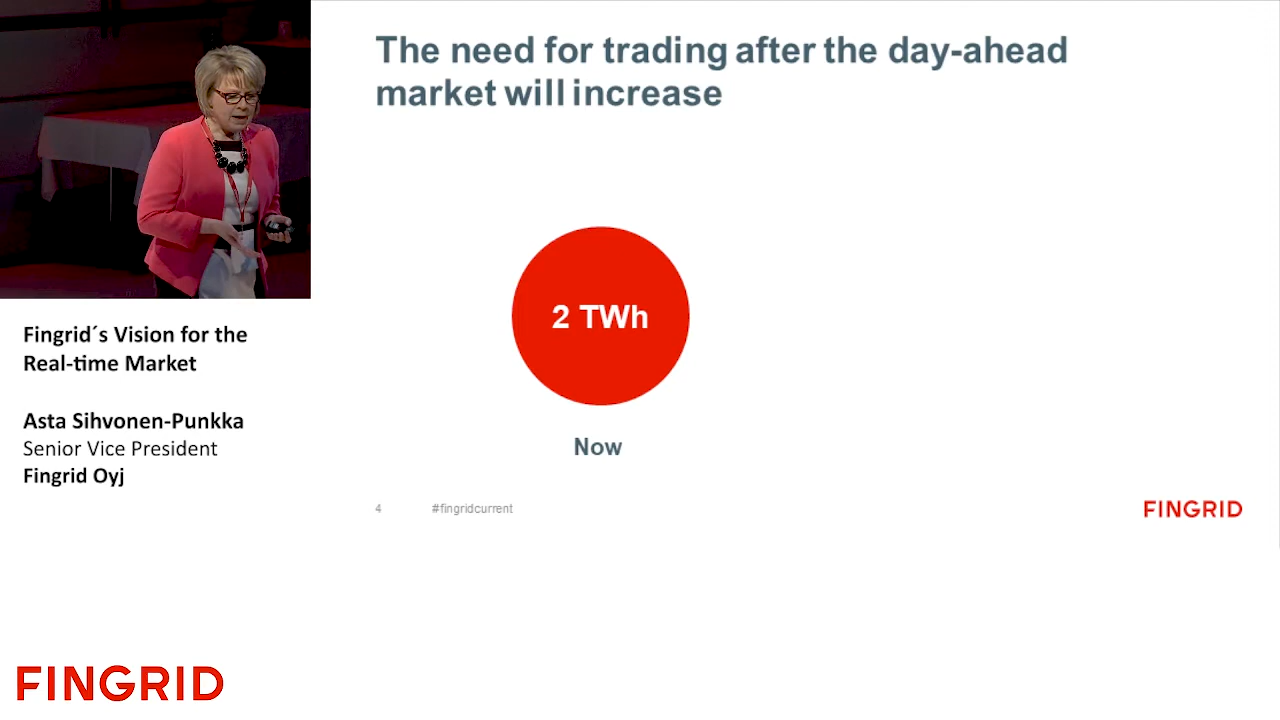 The need for trading after the day-ahead
market will increase
2 TWh
Now
4 #fingridcurrent
FINGRID
Fingrid´s Vision for the
Real-time Market
Asta Sihvonen-Punkka
Senior Vice President
Fingrid Oyj
FINGRID